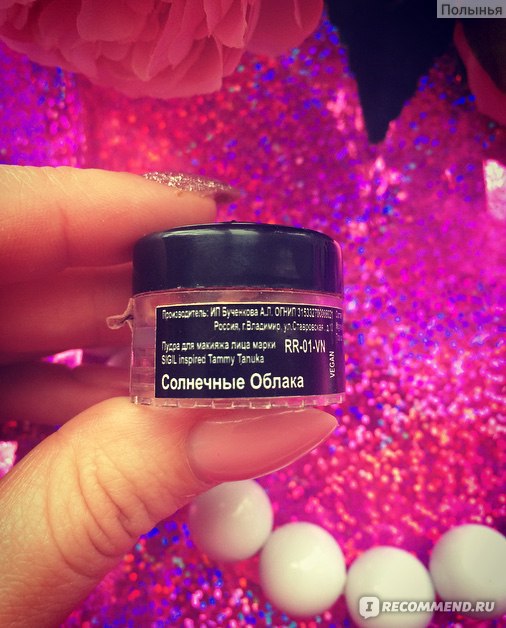 Полынья
Производитель: ИП Бученкова А.Л. ОГНИП
Россия, г.Владимир, ул.Ставровская, д.
Пудра для макияжа лица марки
SIGIL inspired Tammy Tanuka
RR-01-VN
VEGAN
Солнечные Облака
IRECOMMEND.RU